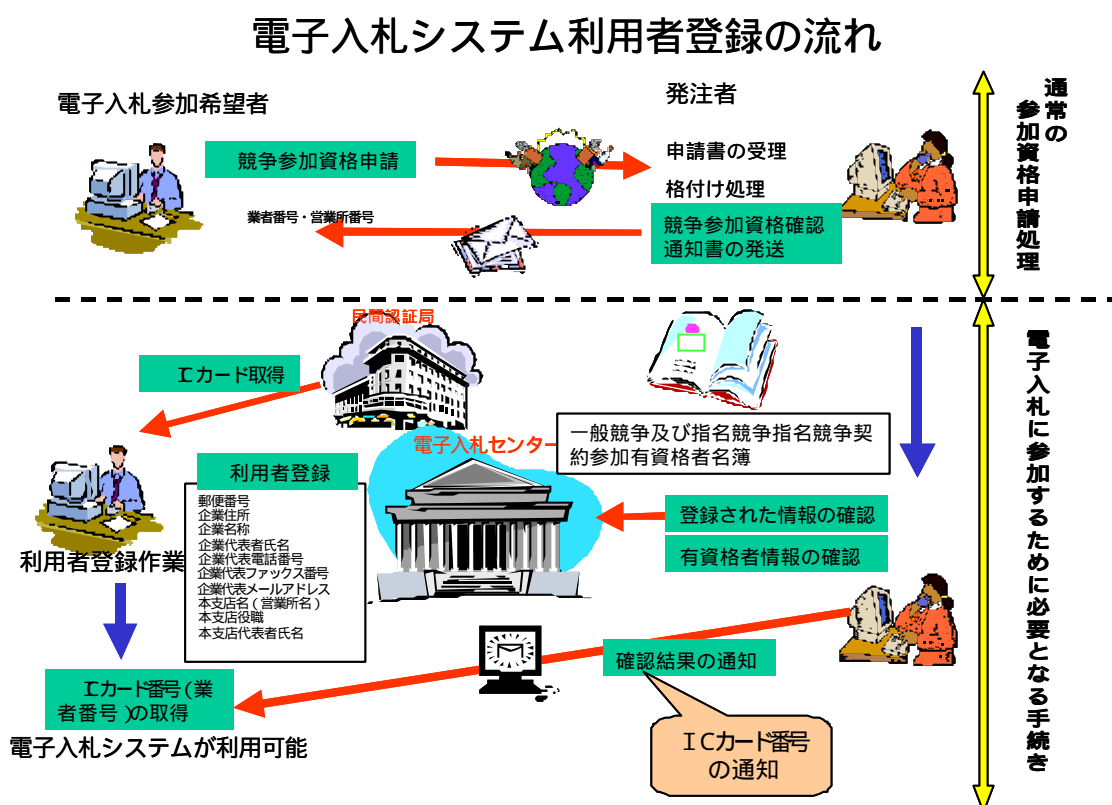 電子入札システム利用者登録の流れ
電子入札参加希望者
発注者
通常の
参加資格申請処理
競争参加資格申請
申請書の受理
格付け処理
業者番号・営業所番号
競争参加資格確認
通知書の発送
民間認証局
ICカード取得
電子入札センター
一般競争及び指名競争指名競争契
約参加有資格者名簿
利用者登録
郵便番号
企業住所
企業名称
企業代表者氏名
企業代表電話番号
企業代表ファックス番号
企業代表メールアドレス
本支店名(営業所名)
本支店役職
本支店代表者氏名
登録された情報の確認
有資格者情報の確認
利用者登録作業
電子入札に参加するために必要となる手続き
確認結果の通知
ICカード番号(業
者番号)の取得
電子入札システムが利用可能
ICカード番号
の通知